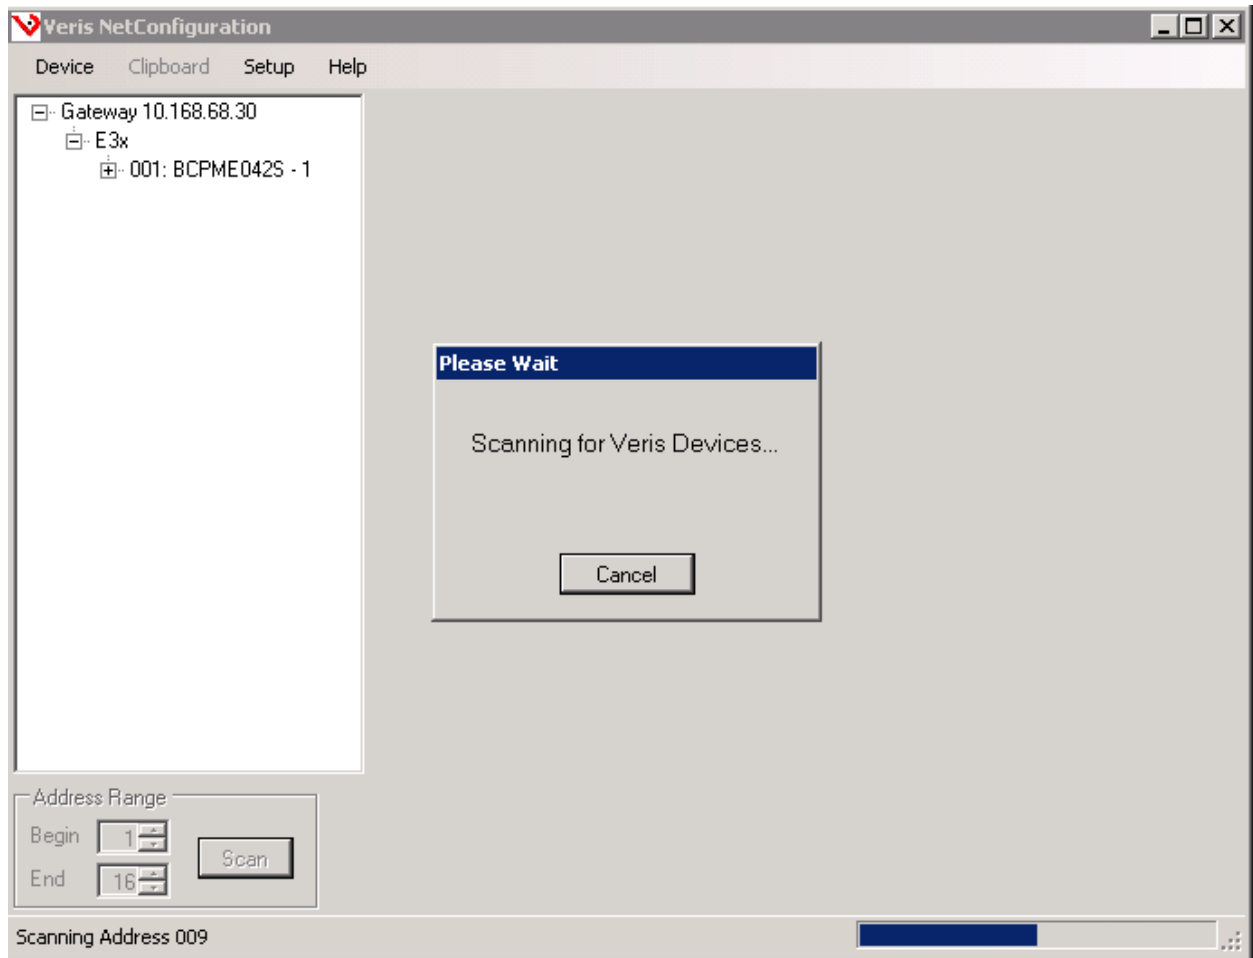 Veris NetConfiguration
Device Clipboard Setup Help
Gateway 10.168.68.30
E3x
001: BCPME042S - 1
Please Wait
Scanning for Veris Devices...
Cancel
Address Range
Begin 1
Scan
End 16
Scanning Address 009